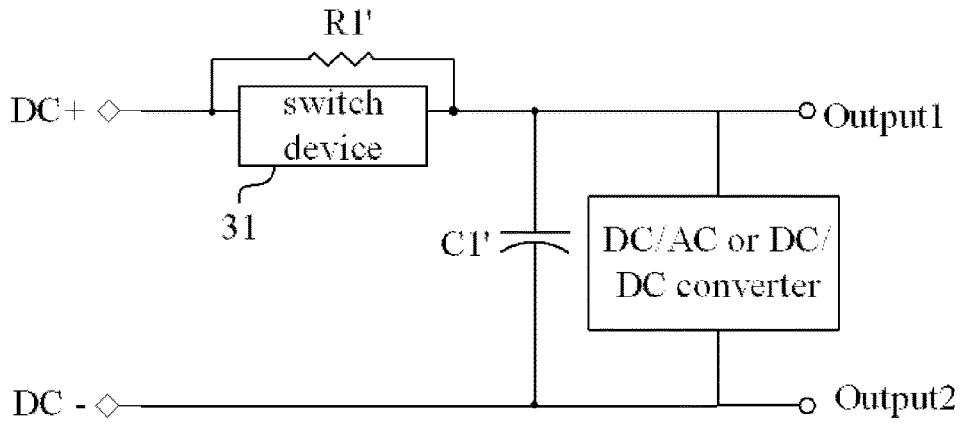 R1'
DC+
switch
device
Output1
31
C1'
DC/AC or DC/
DC converter
DC -
Output2